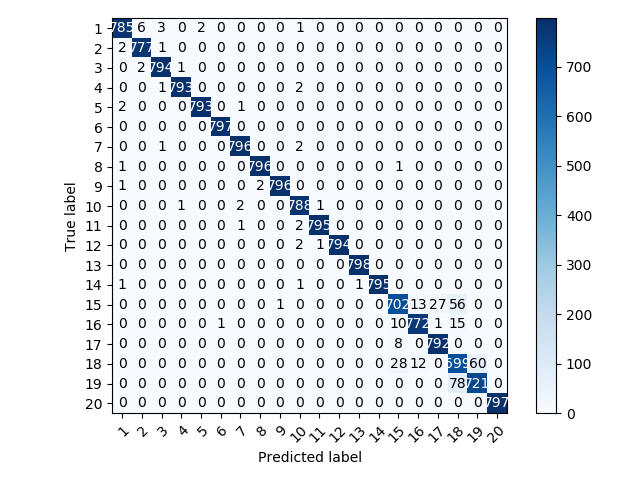 1 785 6 3 0 2 0 0 0 0 1 0 0 0 0 0 0 0 0 0 0
2 2 777 1 0 0 0 0 0 0 0 0 0 0 0 0 0 0 0 0 0
3 0 2 794 1 0 0 0 0 0 0 0 0 0 0 0 0 0 0 0 0
4 0 0 1 793 0 0 0 0 0 2 0 0 0 0 0 0 0 0 0 0
5 2 0 0 0 793 0 1 0 0 0 0 0 0 0 0 0 0 0 0 0
6 0 0 0 0 0 797 0 0 0 0 0 0 0 0 0 0 0 0 0 0
7 0 0 1 0 0 0 796 0 0 2 0 0 0 0 0 0 0 0 0 0
8 1 0 0 0 0 0 0 796 0 0 0 0 0 0 1 0 0 0 0 0
9 1 0 0 0 0 0 0 2 796 0 0 0 0 0 0 0 0 0 0 0
10 0 0 0 1 0 0 2 0 0 788 1 0 0 0 0 0 0 0 0 0
11 0 0 0 0 0 0 1 0 0 2 795 0 0 0 0 0 0 0 0 0
12 0 0 0 0 0 0 0 0 0 2 1 794 0 0 0 0 0 0 0 0
13 0 0 0 0 0 0 0 0 0 0 0 0 798 0 0 0 0 0 0 0
14 1 0 0 0 0 0 0 0 0 1 0 0 1 795 0 0 0 0 0 0
15 0 0 0 0 0 0 0 0 1 0 0 0 0 0 702 13 27 56 0 0
16 0 0 0 0 0 1 0 0 0 0 0 0 0 0 10 772 1 15 0 0
17 0 0 0 0 0 0 0 0 0 0 0 0 0 0 8 0 792 0 0 0
18 0 0 0 0 0 0 0 0 0 0 0 0 0 0 28 12 0 699 60 0
19 0 0 0 0 0 0 0 0 0 0 0 0 0 0 0 0 0 78 721 0
20 0 0 0 0 0 0 0 0 0 0 0 0 0 0 0 0 0 0 0 797
1 2 3 4 5 6 7 8 9 10 11 12 13 14 15 16 17 18 19 20
Predicted label
True label
700
600
500
400
300
200
100
0